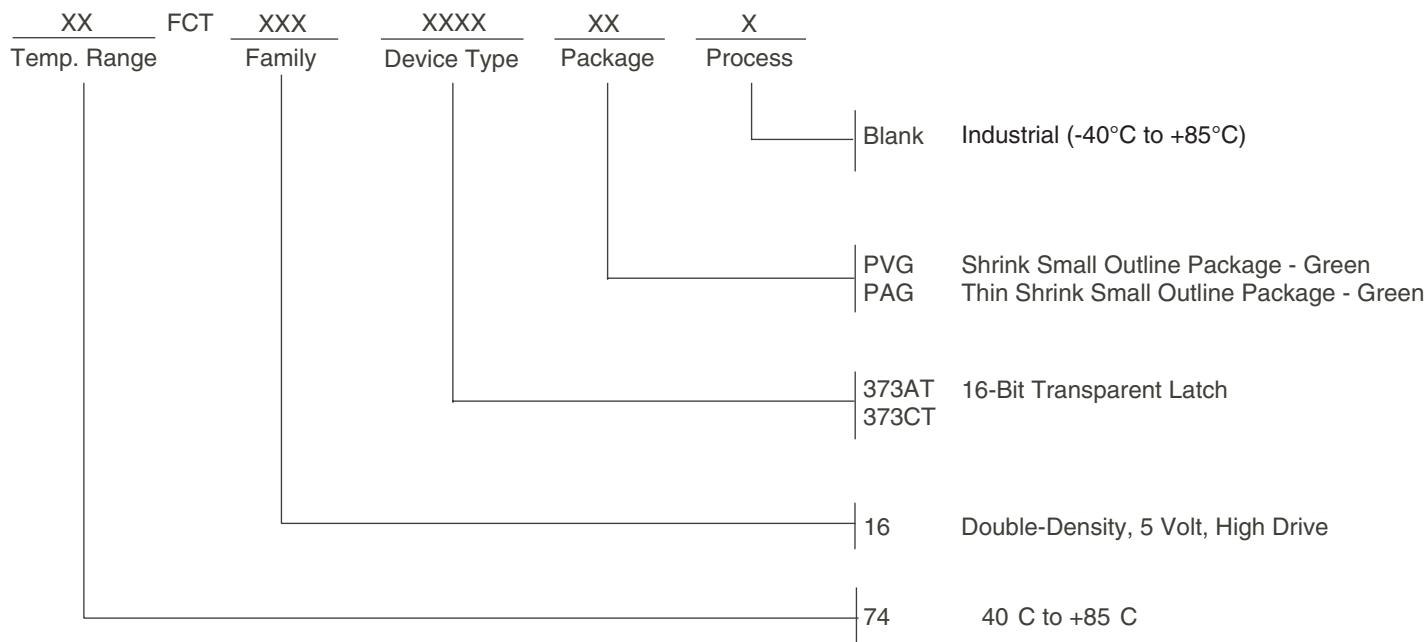 XX FCT XXX XXXX XX X
Temp. Range Family Device Type Package Process
Blank Industrial (-40°C to +85°C)
PVG Shrink Small Outline Package - Green
PAG Thin Shrink Small Outline Package - Green
373AT 16-Bit Transparent Latch
373CT
16 Double-Density, 5 Volt, High Drive
74 40 C to +85 C